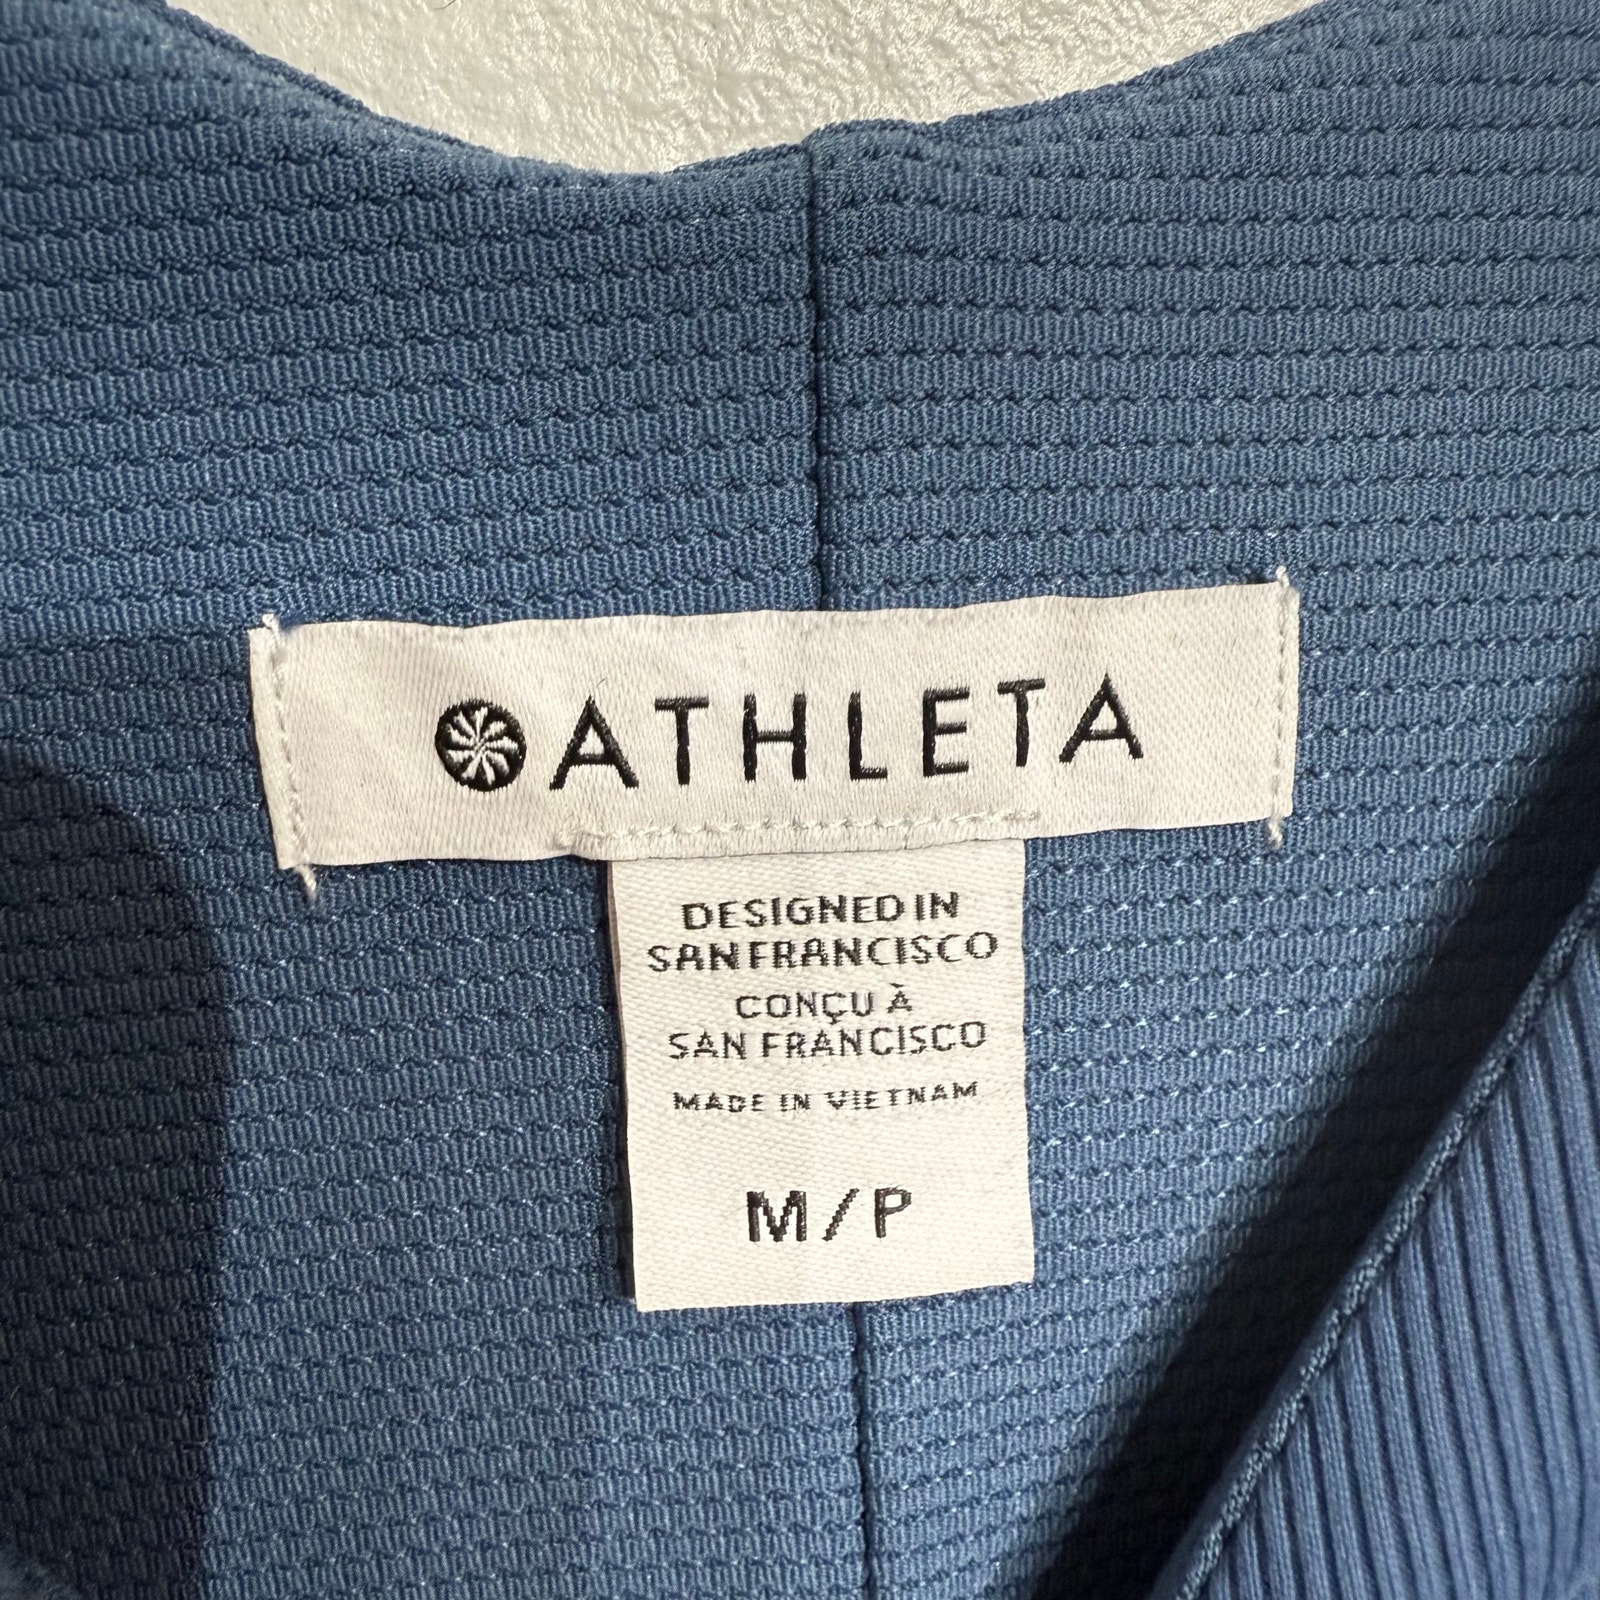 ATHLETA
DESIGNED IN
SAN FRANCISCO
CONÇU À
SAN FRANCISCO
MADE IN VIETNAM
M/P